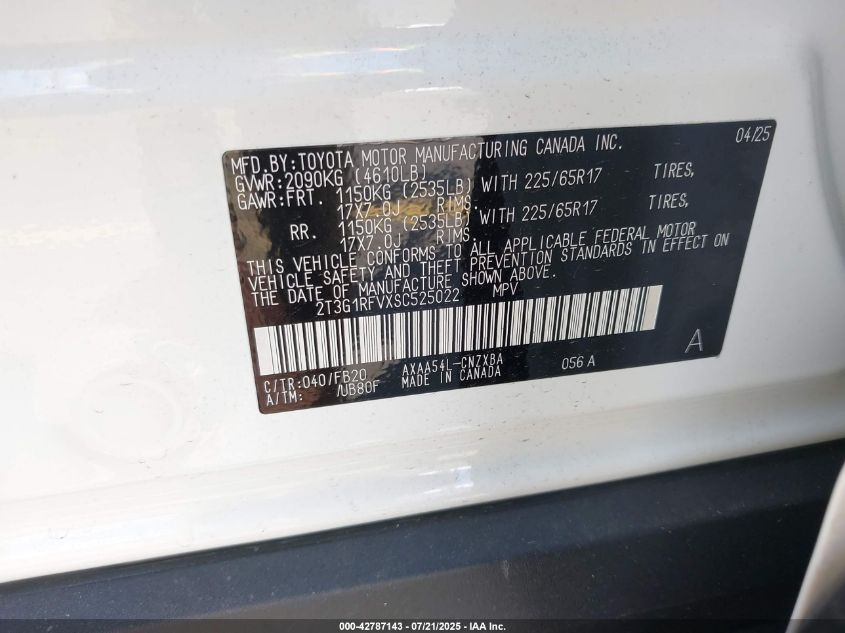 04/25
MFD.BY:TOYOTA MOTOR MANUFACTURING CANADA INC.
GVWR:2090KG (4610LB)
GAWR:FRT. 1150KG (2535LB) WITH 225/65R17 TIRES,
17X7.0J RIMS,
RR. 1150KG (2535LB) WITH 225/65R17 TIRES,
17X7.0J RIMS.
THIS VEHICLE CONFORMS TO ALL APPLICABLE FEDERAL MOTOR
VEHICLE SAFETY AND THEFT PREVENTION STANDARDS IN EFFECT ON
THE DATE OF MANUFACTURE SHOWN ABOVE.
2T3G1RFVXSC525022 MPV
A
C/TR:040/FB20 AXAA54L-CNZXBA 056 A
A/TM: /UB80F MADE IN CANADA
000-42787143 - 07/21/2025 - IAA Inc.